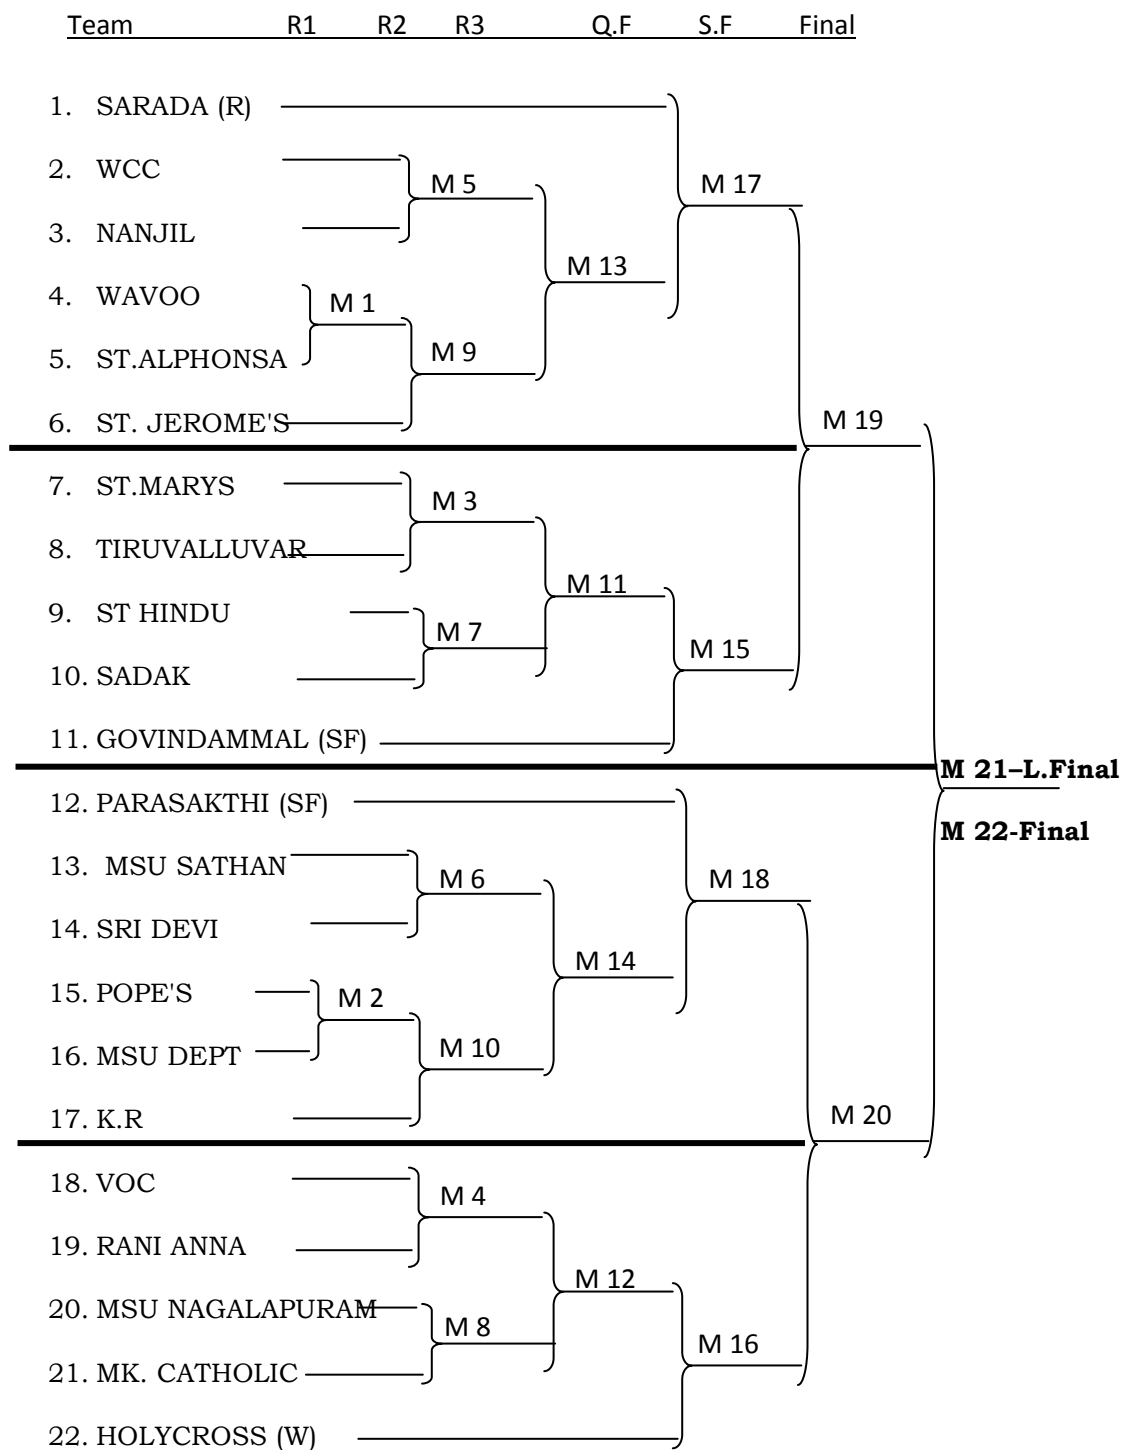 Team R1 R2 R3 Q.F S.F Final
1. SARADA (R)
2. WCC
M 5 M 17
3. NANJIL
M 13
4. WAVOO
M 1
5. ST.ALPHONSA
M 9
6. ST. JEROME'S
M 19
7. ST.MARYS
M 3
8. TIRUVALLUVAR
M 11
9. ST HINDU
M 7
M 15
10. SADAK
11. GOVINDAMMAL (SF)
M 21–L.Final
12. PARASAKTHI (SF)
M 22-Final
13. MSU SATHAN
M 6 M 18
14. SRI DEVI
M 14
15. POPE'S
M 2
16. MSU DEPT
M 10
17. K.R
M 20
18. VOC
M 4
19. RANI ANNA
M 12
20. MSU NAGALAPURAM
M 8
M 16
21. MK. CATHOLIC
22. HOLYCROSS (W)